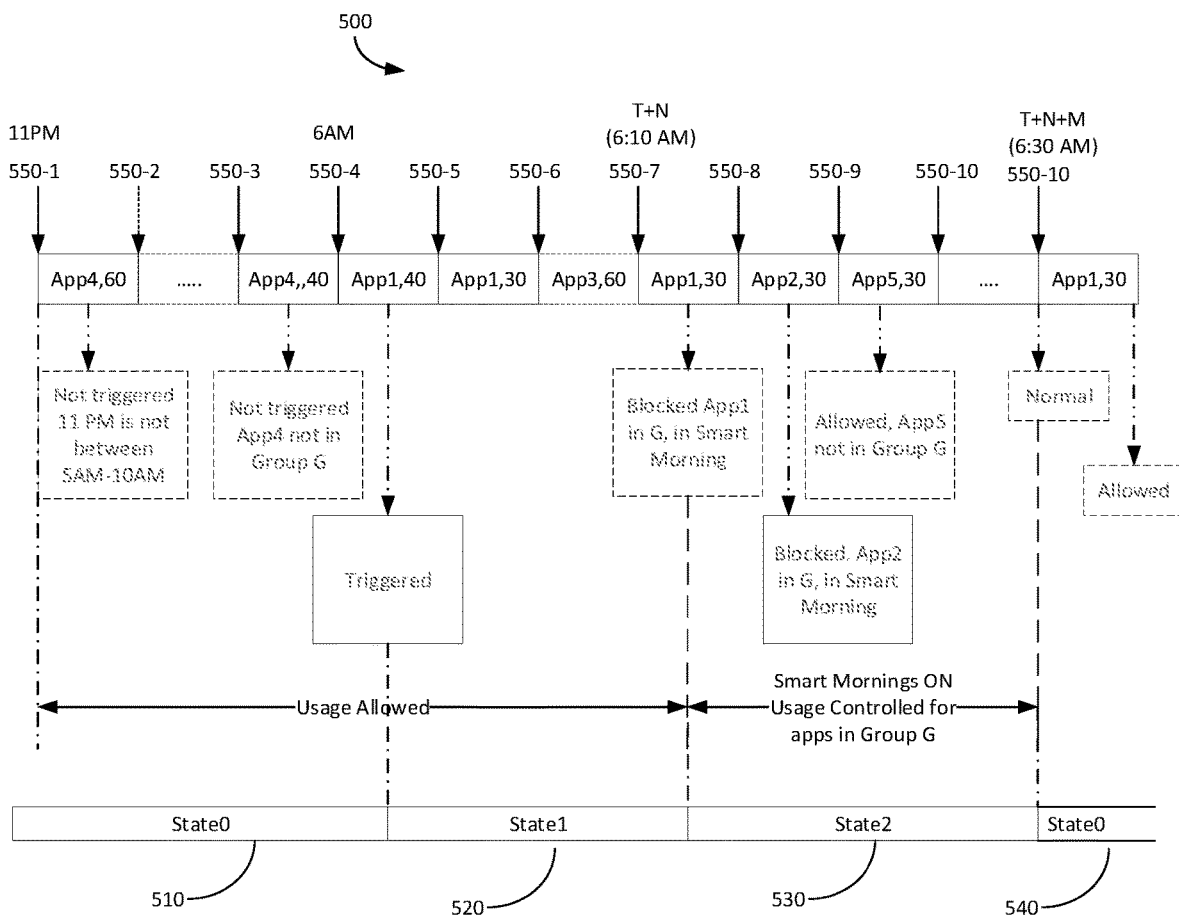 500
11PM
6AM
T+N
(6:10 AM)
T+N+M
(6:30 AM)
550-1
550-2
550-3
550-4
550-5
550-6
550-7
550-8
550-9
550-10
550-10
App4,60
.....
App4,,40
App1,40
App1,30
App3,60
App1,30
App2,30
App5,30
....
App1,30
Not triggered
11 PM is not
between
5AM-10AM
Not triggered
App4 not in
Group G
Blocked App1
in G, in Smart
Morning
Allowed, App5
not in Group G
Normal
Allowed
Triggered
Blocked. App2
in G, in Smart
Morning
Usage Allowed
Smart Mornings ON
Usage Controlled for
apps in Group G
State0
State1
State2
State0
510
520
530
540